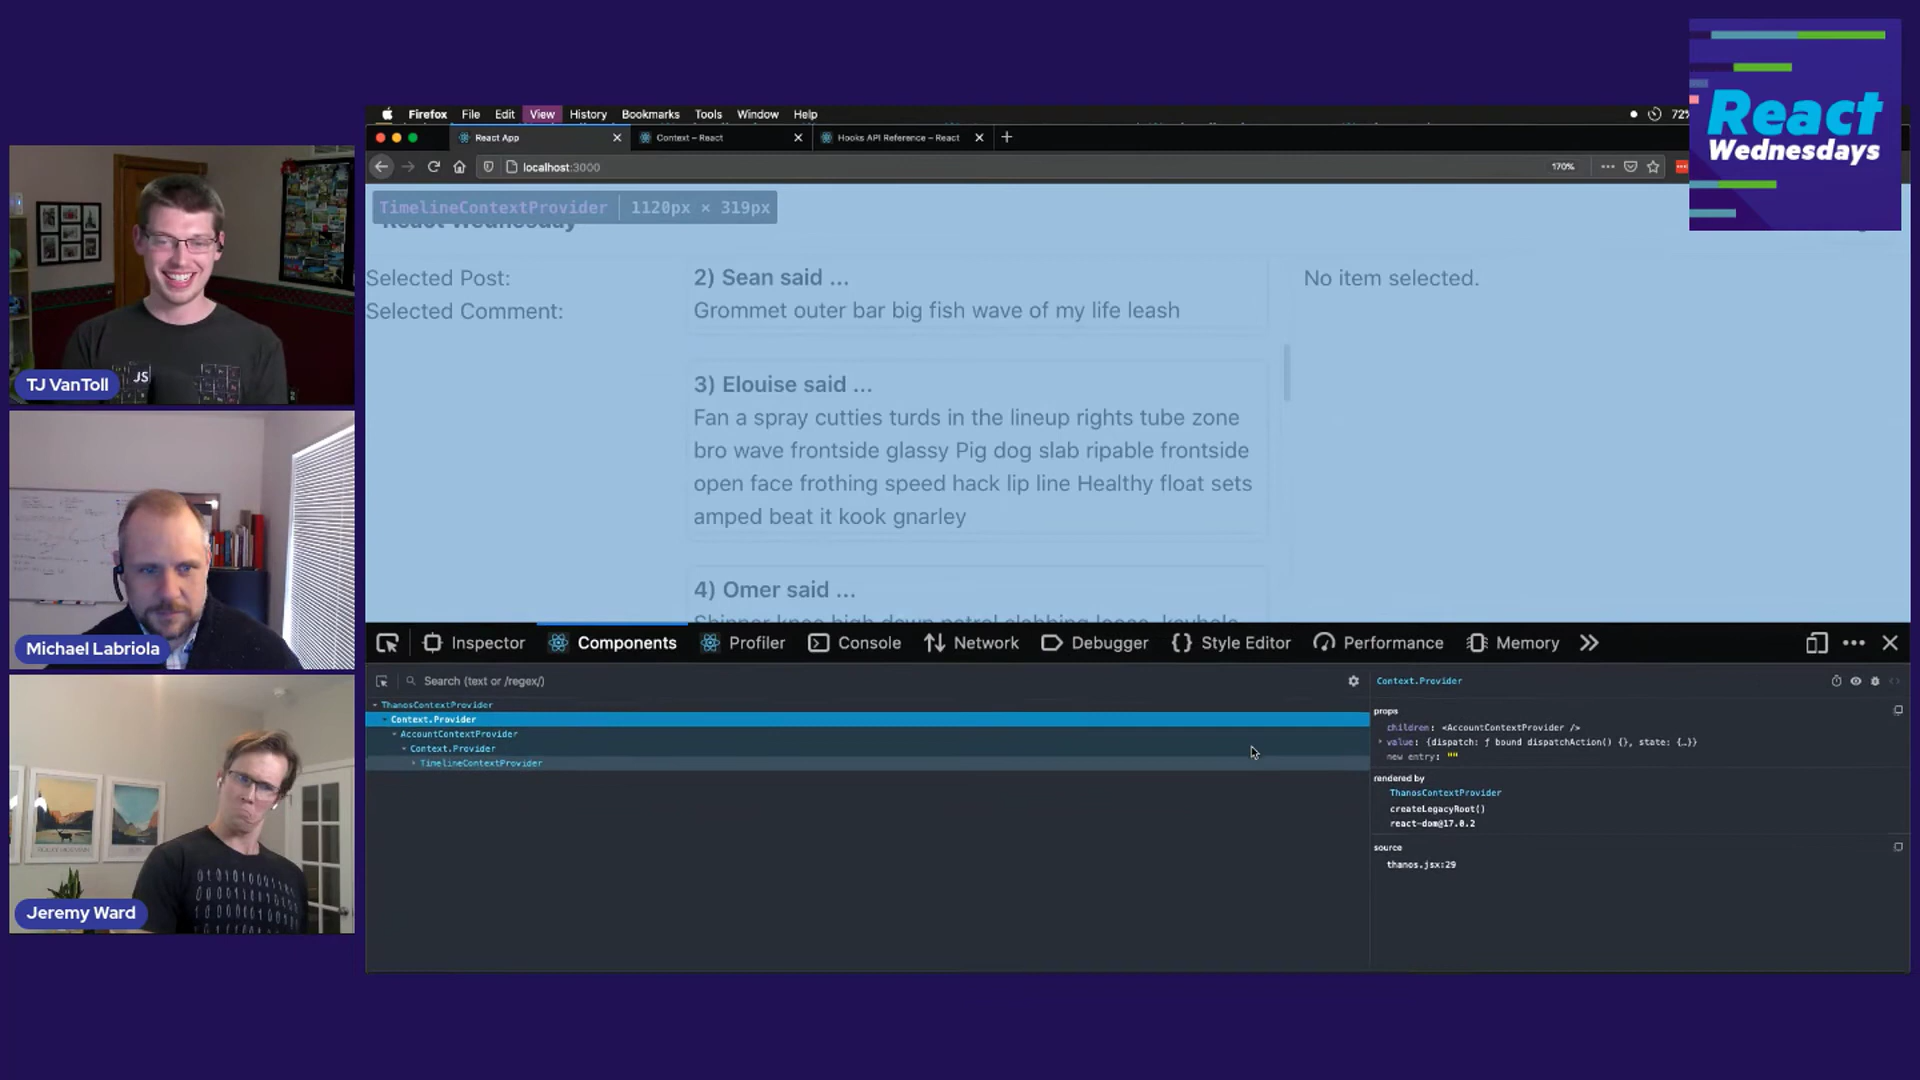 React
Wednesdays
Firefox File Edit View History Bookmarks Tools Window Help
72%
React App
Context – React
Hooks API Reference – React
localhost:3000
170%
TimelineContextProvider 1120px × 319px
React Wednesday
Selected Post:
Selected Comment:
2) Sean said ...
Grommet outer bar big fish wave of my life leash
3) Elouise said ...
Fan a spray cutties turds in the lineup rights tube zone
bro wave frontside glassy Pig dog slab ripable frontside
open face frothing speed hack lip line Healthy float sets
amped beat it kook gnarley
4) Omer said ...
No item selected.
Inspector Components Profiler Console Network Debugger Style Editor Performance Memory
Search (text or /regex/)
ThanosContextProvider
Context.Provider
AccountContextProvider
Context.Provider
TimelineContextProvider
Context.Provider
props
children: <AccountContextProvider />
value: {dispatch: ƒ bound dispatchAction() {}, state: {…}}
new entry: ""
rendered by
ThanosContextProvider
createLegacyRoot()
react-dom@17.0.2
source
thanos.jsx:29
JS
TJ VanToll
Michael Labriola
Jeremy Ward